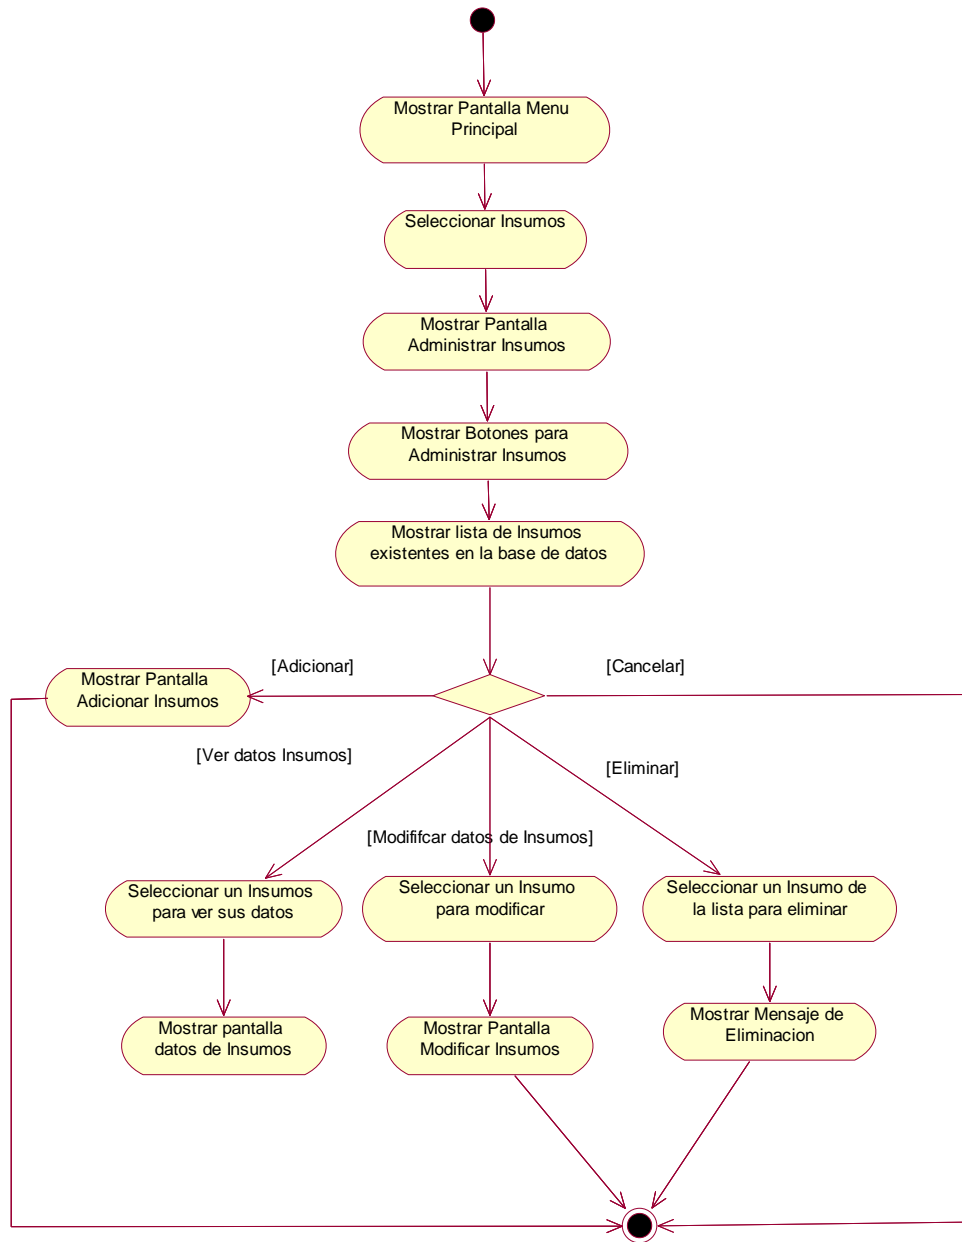 Mostrar Pantalla Menu
Principal
Seleccionar Insumos
Mostrar Pantalla
Administrar Insumos
Mostrar Botones para
Administrar Insumos
Mostrar lista de Insumos
existentes en la base de datos
[Adicionar]
[Cancelar]
Mostrar Pantalla
Adicionar Insumos
[Ver datos Insumos]
[Eliminar]
[Modififcar datos de Insumos]
Seleccionar un Insumos
para ver sus datos
Seleccionar un Insumo
para modificar
Seleccionar un Insumo de
la lista para eliminar
Mostrar pantalla
datos de Insumos
Mostrar Pantalla
Modificar Insumos
Mostrar Mensaje de
Eliminacion